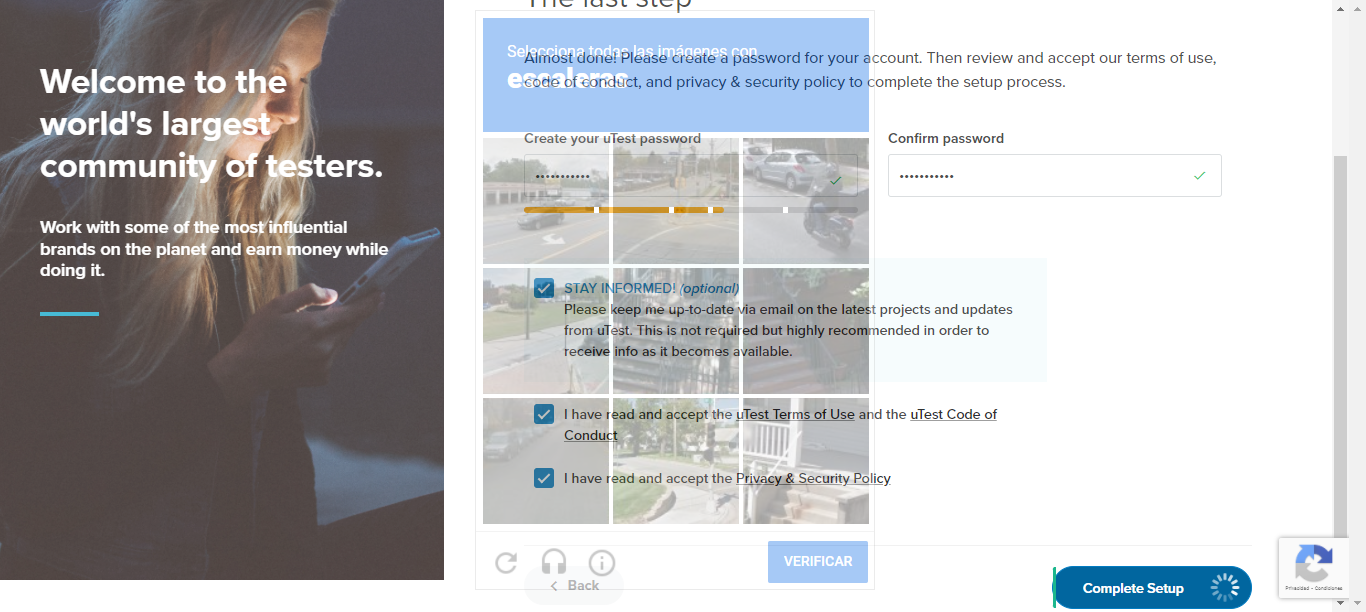 The last step
Welcome to the
world's largest
community of testers.
Work with some of the most influential
brands on the planet and earn money while
doing it.
Selecciona todas las imágenes con
escaleras
Almost done! Please create a password for your account. Then review and accept our terms of use,
code of conduct, and privacy & security policy to complete the setup process.
Create your uTest password
Confirm password
STAY INFORMED! (optional)
Please keep me up-to-date via email on the latest projects and updates
from uTest. This is not required but highly recommended in order to
receive info as it becomes available.
I have read and accept the uTest Terms of Use and the uTest Code of
Conduct
I have read and accept the Privacy & Security Policy
VERIFICAR
Back
Complete Setup
Privacidad - Condiciones